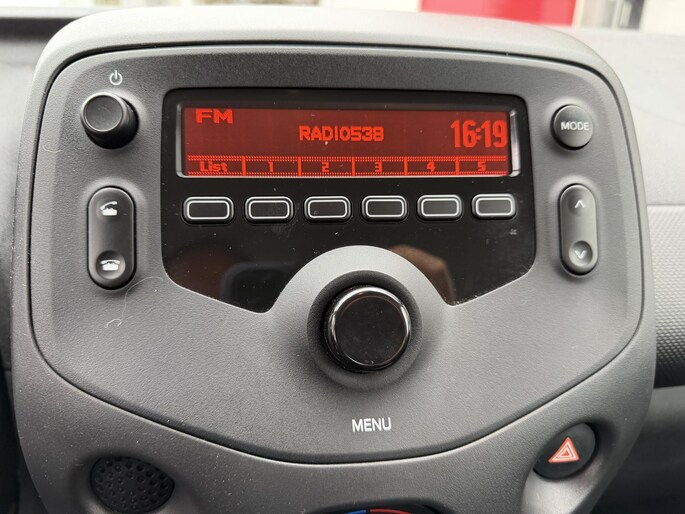 FM
RADIO538
16:19
MODE
List 1 2 3 4 5
MENU